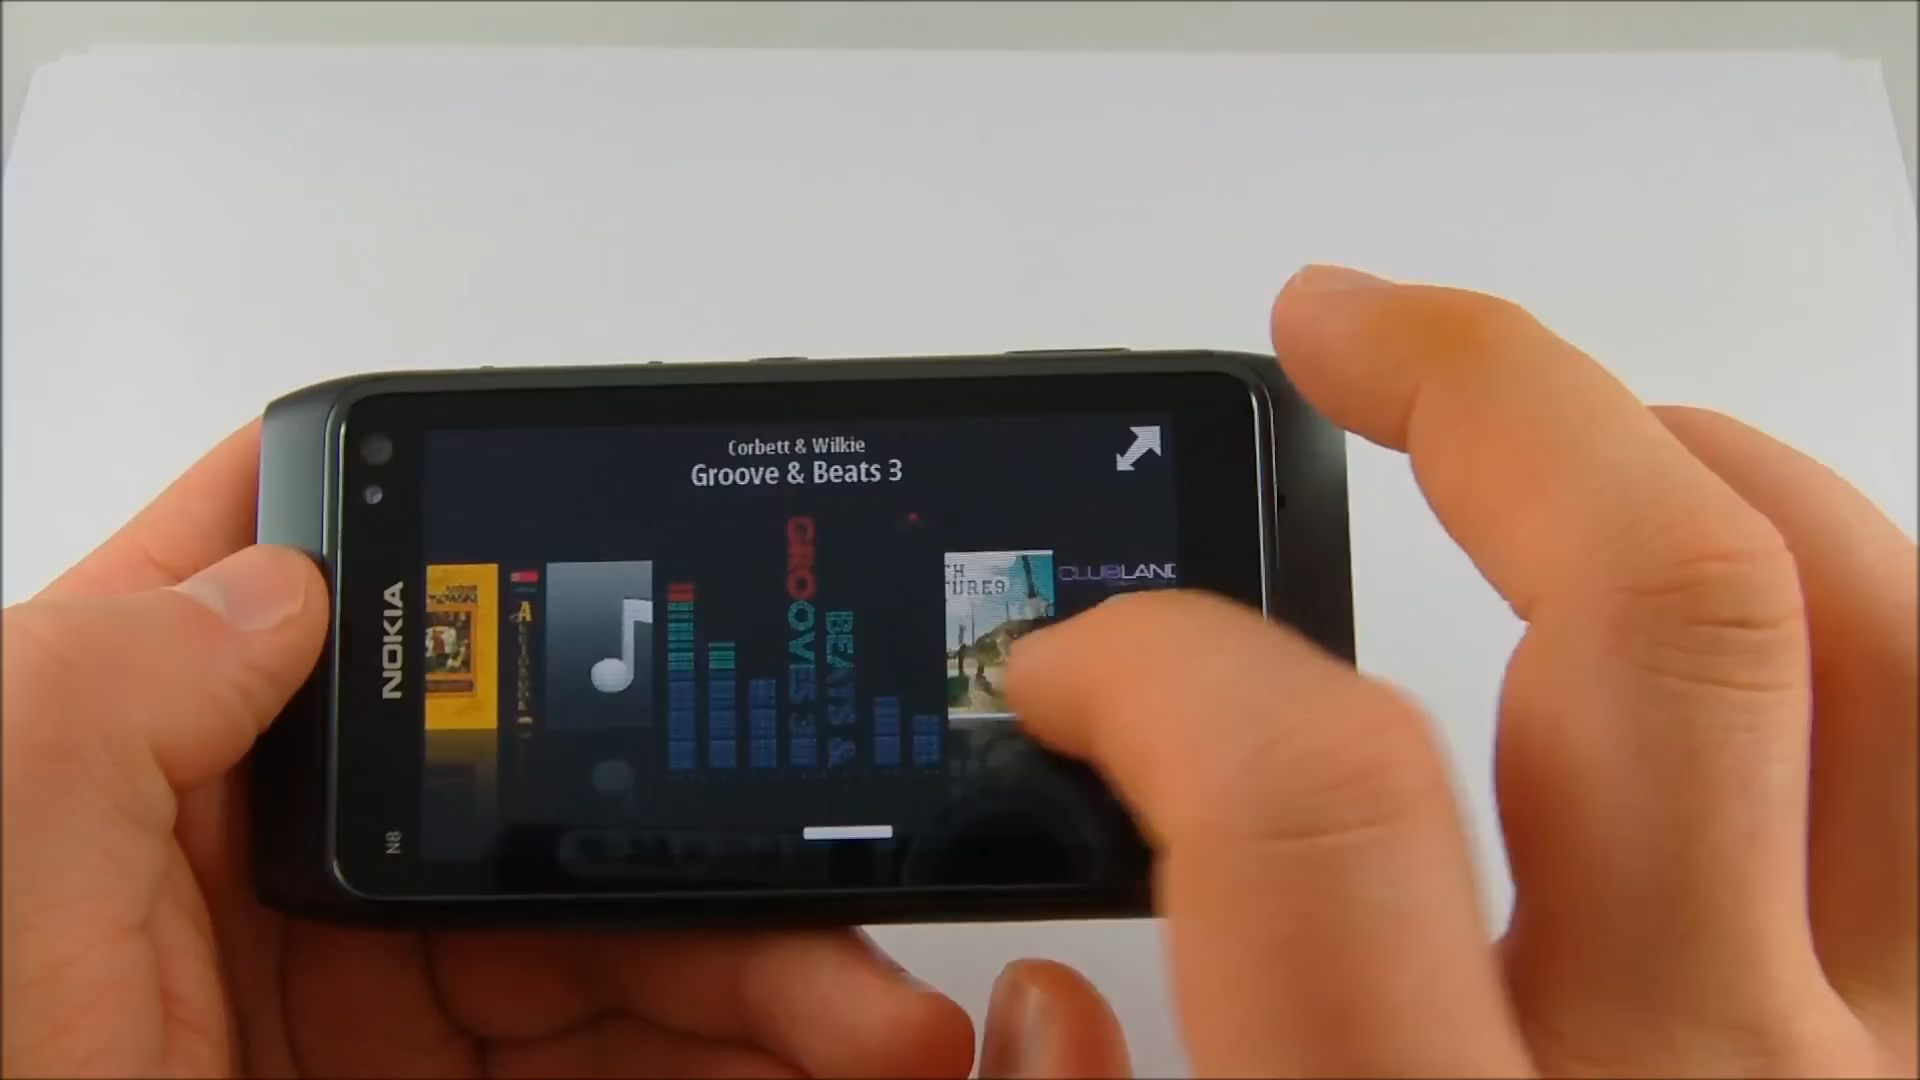 Corbett & Wilkie
Groove & Beats 3
NOKIA
N8
GROOVES 3
BEATS &
CLUBLAND